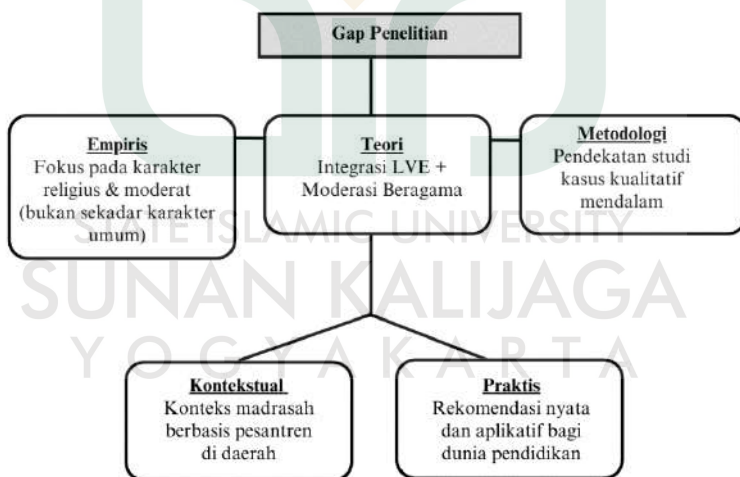 Gap Penelitian
Empiris
Fokus pada karakter
religius & moderat
(bukan sekadar karakter
umum)
Teori
Integrasi LVE +
Moderasi Beragama
Metodologi
Pendekatan studi
kasus kualitatif
mendalam
STATE ISLAMIC UNIVERSITY
SUNAN KALIJAGA
YOGYAKARTA
Kontekstual
Konteks madrasah
berbasis pesantren
di daerah
Praktis
Rekomendasi nyata
dan aplikatif bagi
dunia pendidikan